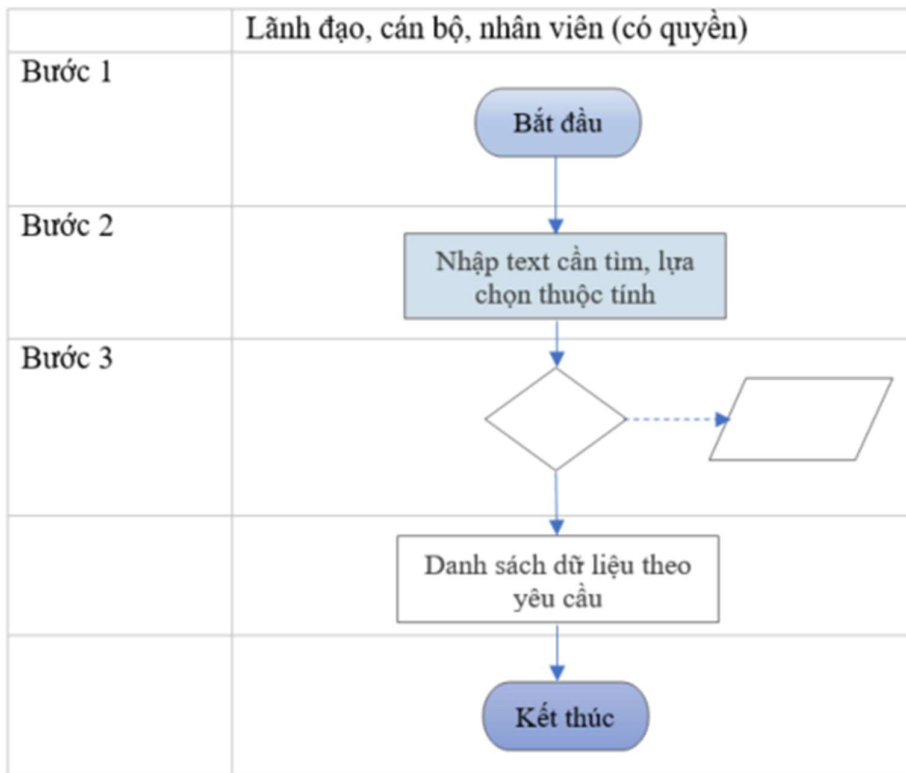 Lãnh đạo, cán bộ, nhân viên (có quyền)
Bước 1
Bắt đầu
Bước 2
Nhập text cần tìm, lựa
chọn thuộc tính
Bước 3
Danh sách dữ liệu theo
yêu cầu
Kết thúc